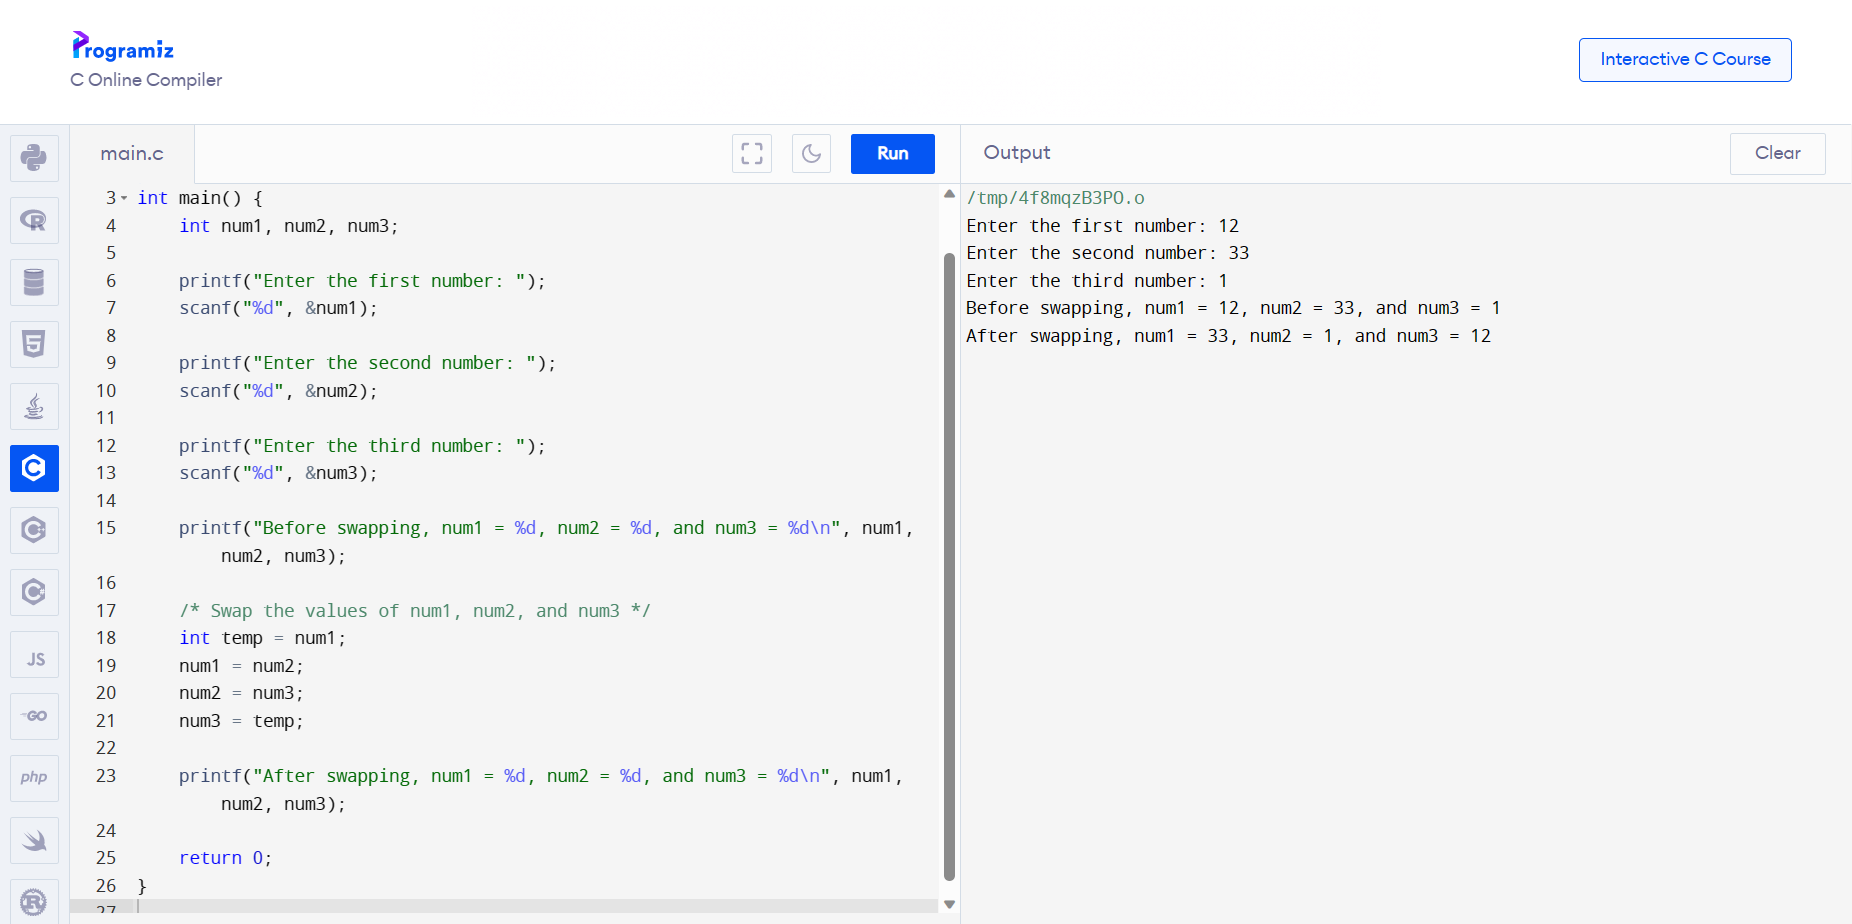 Programiz
C Online Compiler
Interactive C Course
main.c
Run
Output
Clear
3 int main() {
4     int num1, num2, num3;
5
6     printf("Enter the first number: ");
7     scanf("%d", &num1);
8
9     printf("Enter the second number: ");
10     scanf("%d", &num2);
11
12     printf("Enter the third number: ");
13     scanf("%d", &num3);
14
15     printf("Before swapping, num1 = %d, num2 = %d, and num3 = %d\n", num1,
num2, num3);
16
17     /* Swap the values of num1, num2, and num3 */
18     int temp = num1;
19     num1 = num2;
20     num2 = num3;
21     num3 = temp;
22
23     printf("After swapping, num1 = %d, num2 = %d, and num3 = %d\n", num1,
num2, num3);
24
25     return 0;
26 }
27
/tmp/4f8mqzB3PO.o
Enter the first number: 12
Enter the second number: 33
Enter the third number: 1
Before swapping, num1 = 12, num2 = 33, and num3 = 1
After swapping, num1 = 33, num2 = 1, and num3 = 12
R
5
C
C
C
JS
GO
php
R